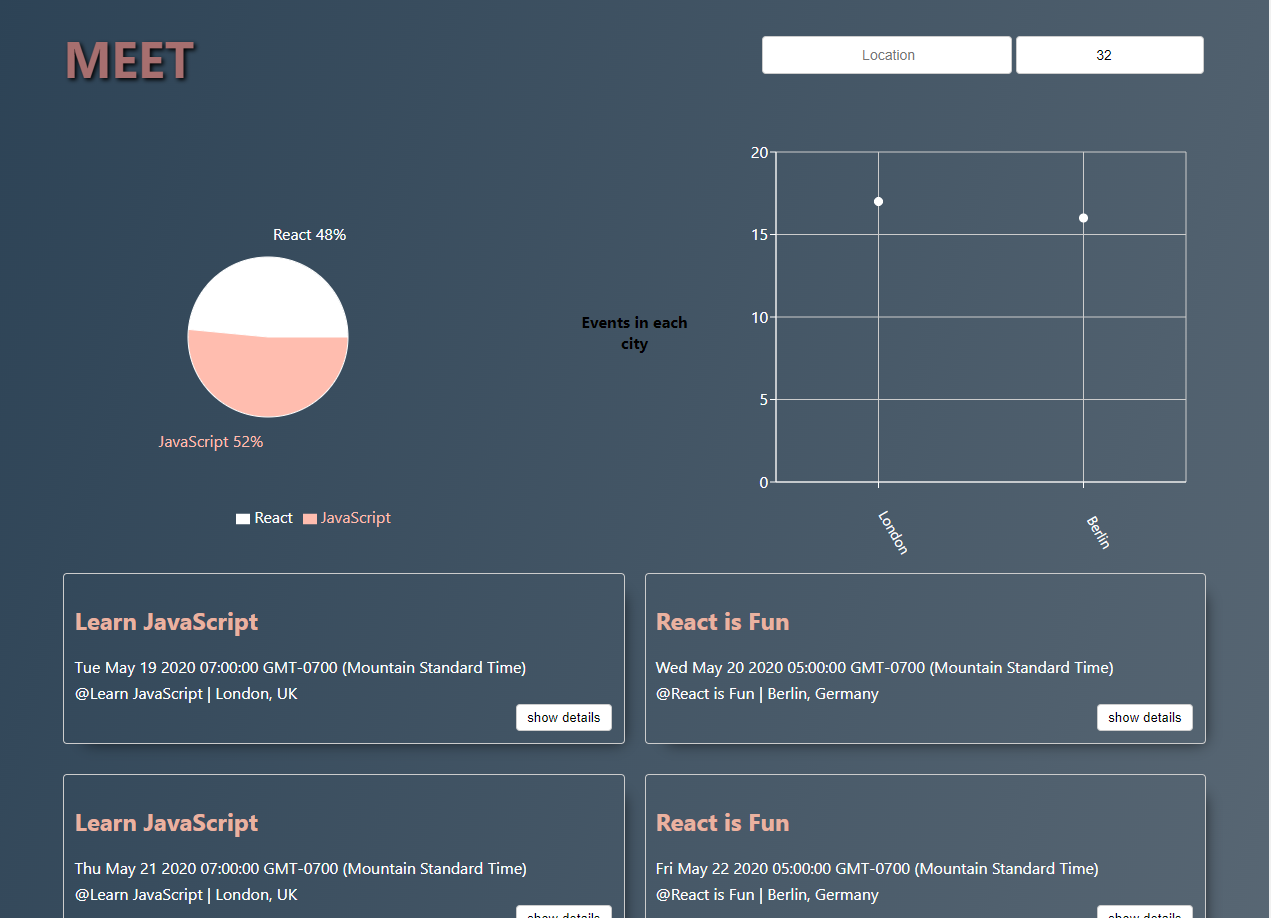 MEET
Location
32
React 48%
JavaScript 52%
React JavaScript
Events in each
city
20
15
10
5
0
London
Berlin
Learn JavaScript
Tue May 19 2020 07:00:00 GMT-0700 (Mountain Standard Time)
@Learn JavaScript | London, UK
show details
React is Fun
Wed May 20 2020 05:00:00 GMT-0700 (Mountain Standard Time)
@React is Fun | Berlin, Germany
show details
Learn JavaScript
Thu May 21 2020 07:00:00 GMT-0700 (Mountain Standard Time)
@Learn JavaScript | London, UK
show details
React is Fun
Fri May 22 2020 05:00:00 GMT-0700 (Mountain Standard Time)
@React is Fun | Berlin, Germany
show details